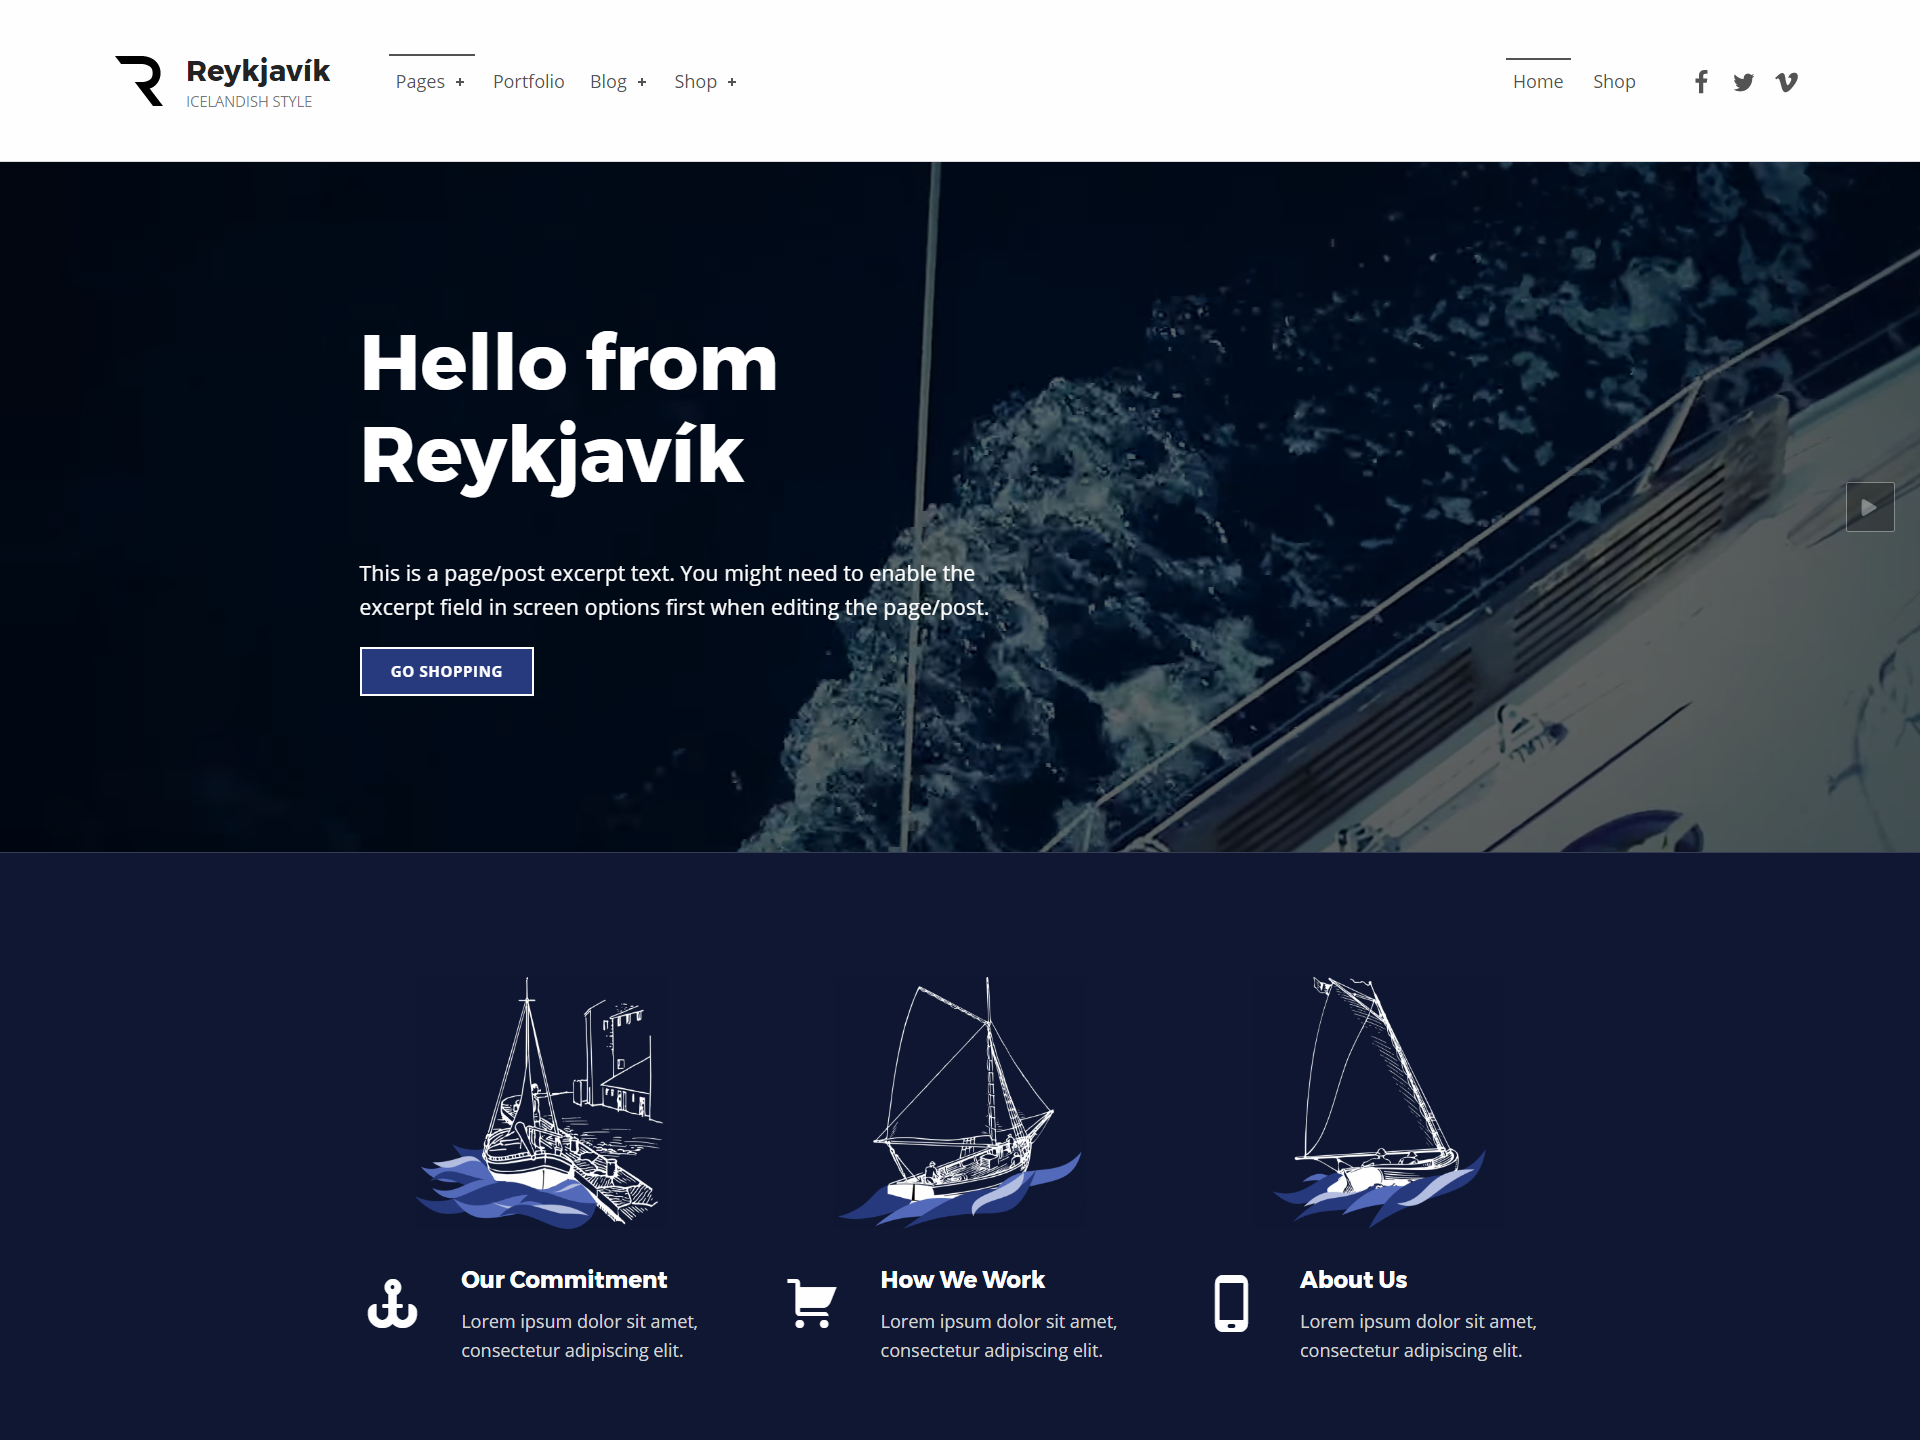 Reykjavík
ICELANDISH STYLE
Pages +
Portfolio
Blog +
Shop +
Home
Shop
Hello from
Reykjavík
This is a page/post excerpt text. You might need to enable the
excerpt field in screen options first when editing the page/post.
GO SHOPPING
Our Commitment
Lorem ipsum dolor sit amet,
consectetur adipiscing elit.
How We Work
Lorem ipsum dolor sit amet,
consectetur adipiscing elit.
About Us
Lorem ipsum dolor sit amet,
consectetur adipiscing elit.